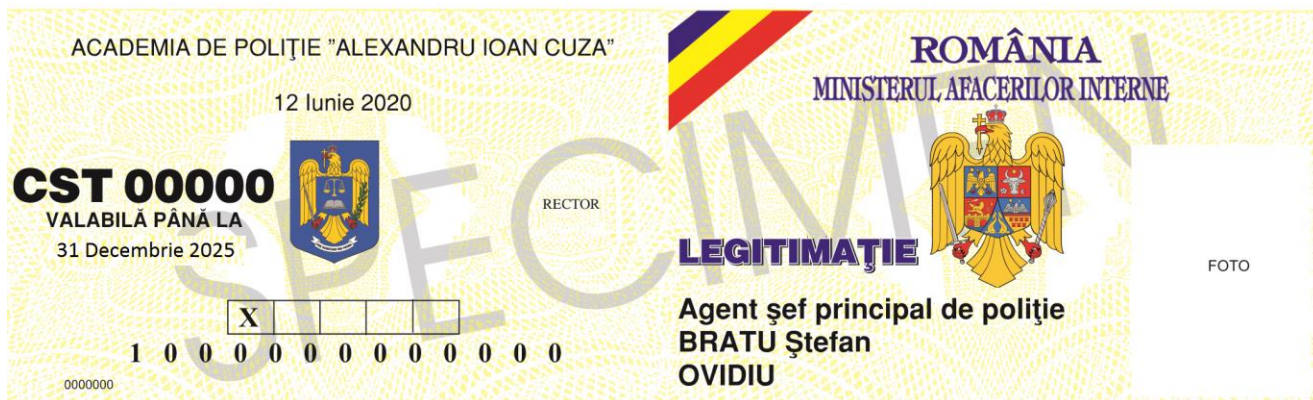 ACADEMIA DE POLIŢIE "ALEXANDRU IOAN CUZA"
12 Iunie 2020
CST 00000
VALABILĂ PÂNĂ LA
31 Decembrie 2025
RECTOR
X
1 0 0 0 0 0 0 0 0 0 0 0 0
0000000
ROMÂNIA
MINISTERUL AFACERILOR INTERNE
LEGITIMAŢIE
FOTO
Agent şef principal de poliţie
BRATU Ştefan
OVIDIU
SPECIMEN